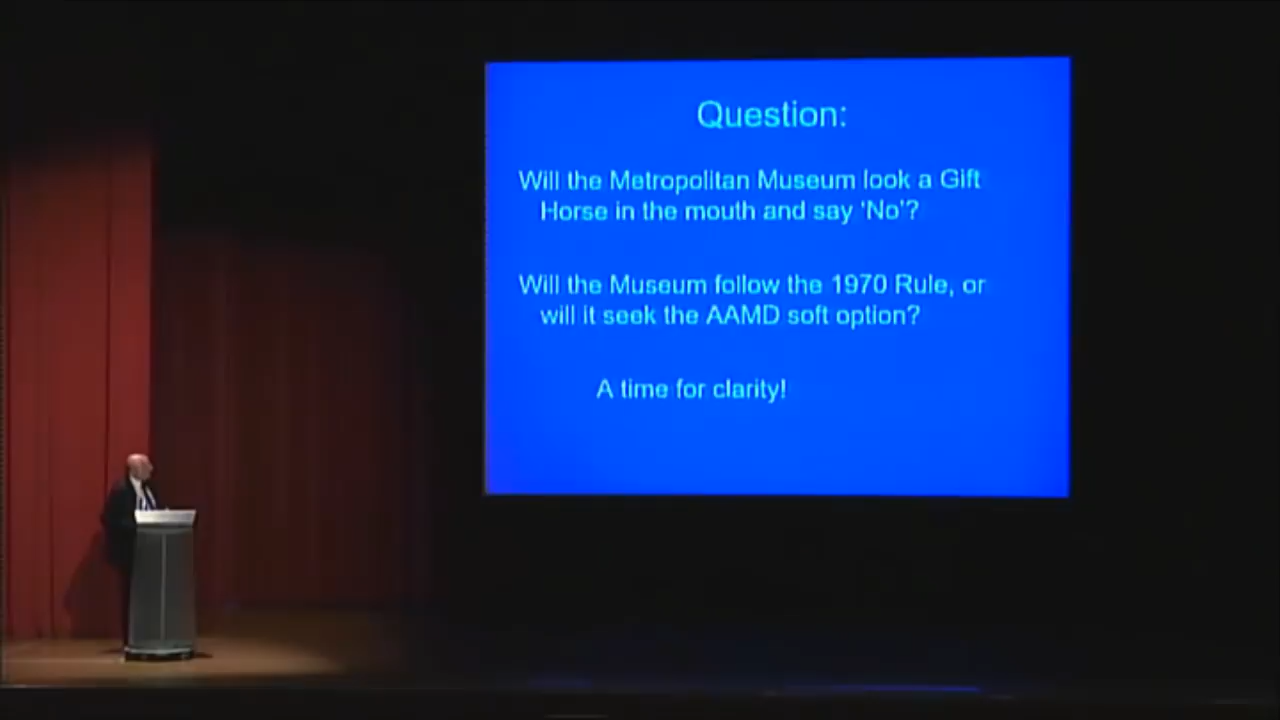 Question:
Will the Metropolitan Museum look a Gift
Horse in the mouth and say ‘No’?
Will the Museum follow the 1970 Rule, or
will it seek the AAMD soft option?
A time for clarity!